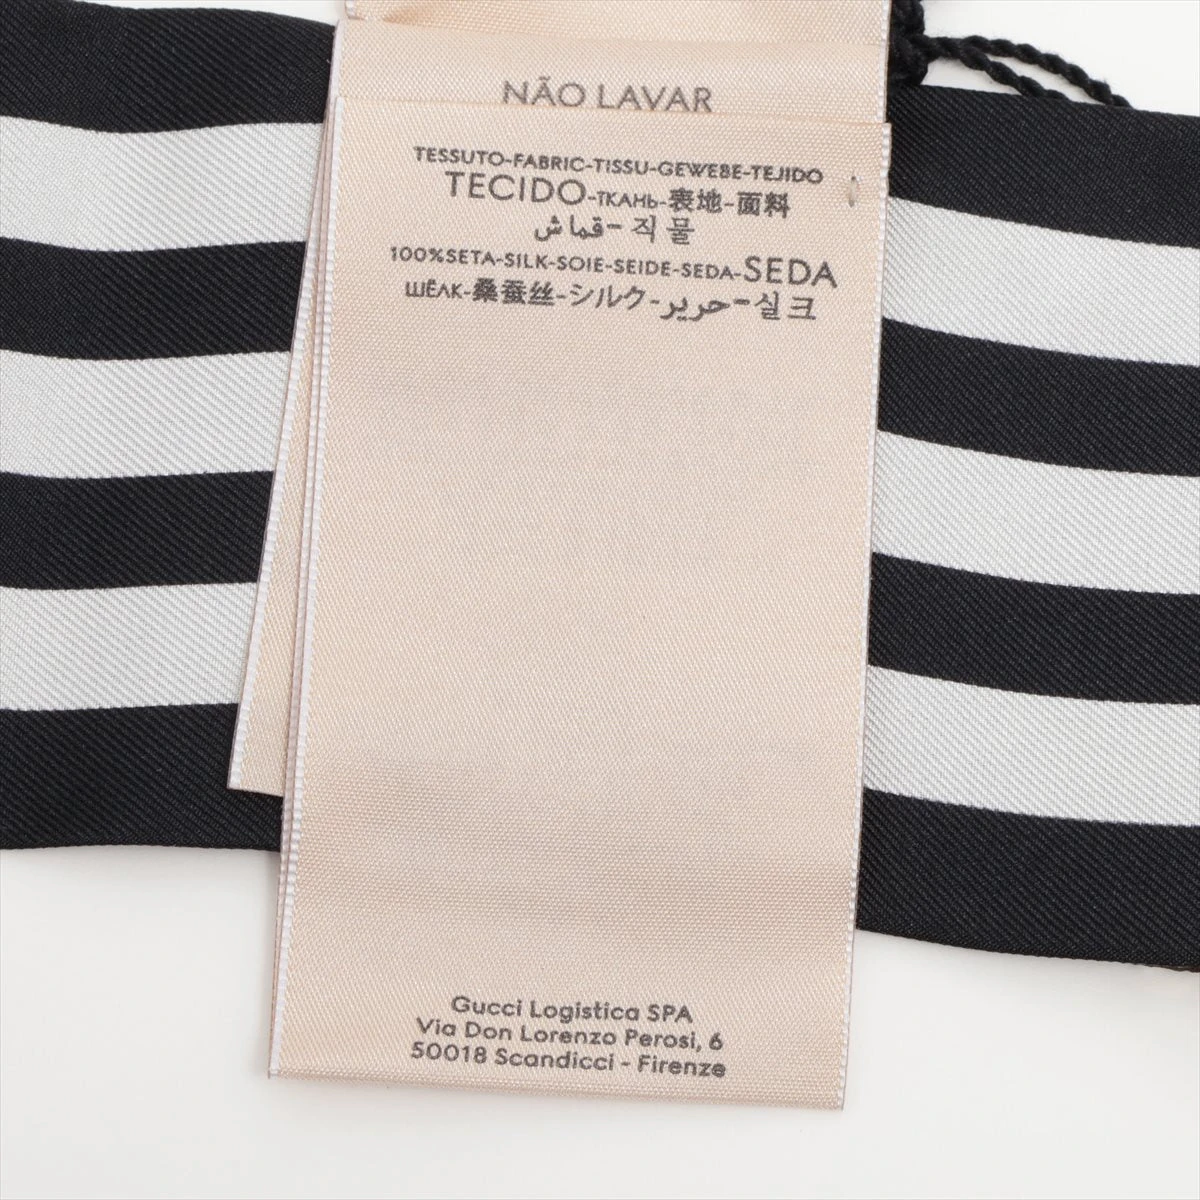 NÃO LAVAR
TESSUTO-FABRIC-TISSU-GEWEBE-TEJIDO
TECIDO-ТКАНЬ-表地-面料
قماش-직물
100%SETA-SILK-SOIE-SEIDE-SEDA-SEDA
ШЁЛК-桑蚕丝-シルク-حرير-실크
Gucci Logistica SPA
Via Don Lorenzo Perosi, 6
50018 Scandicci - Firenze